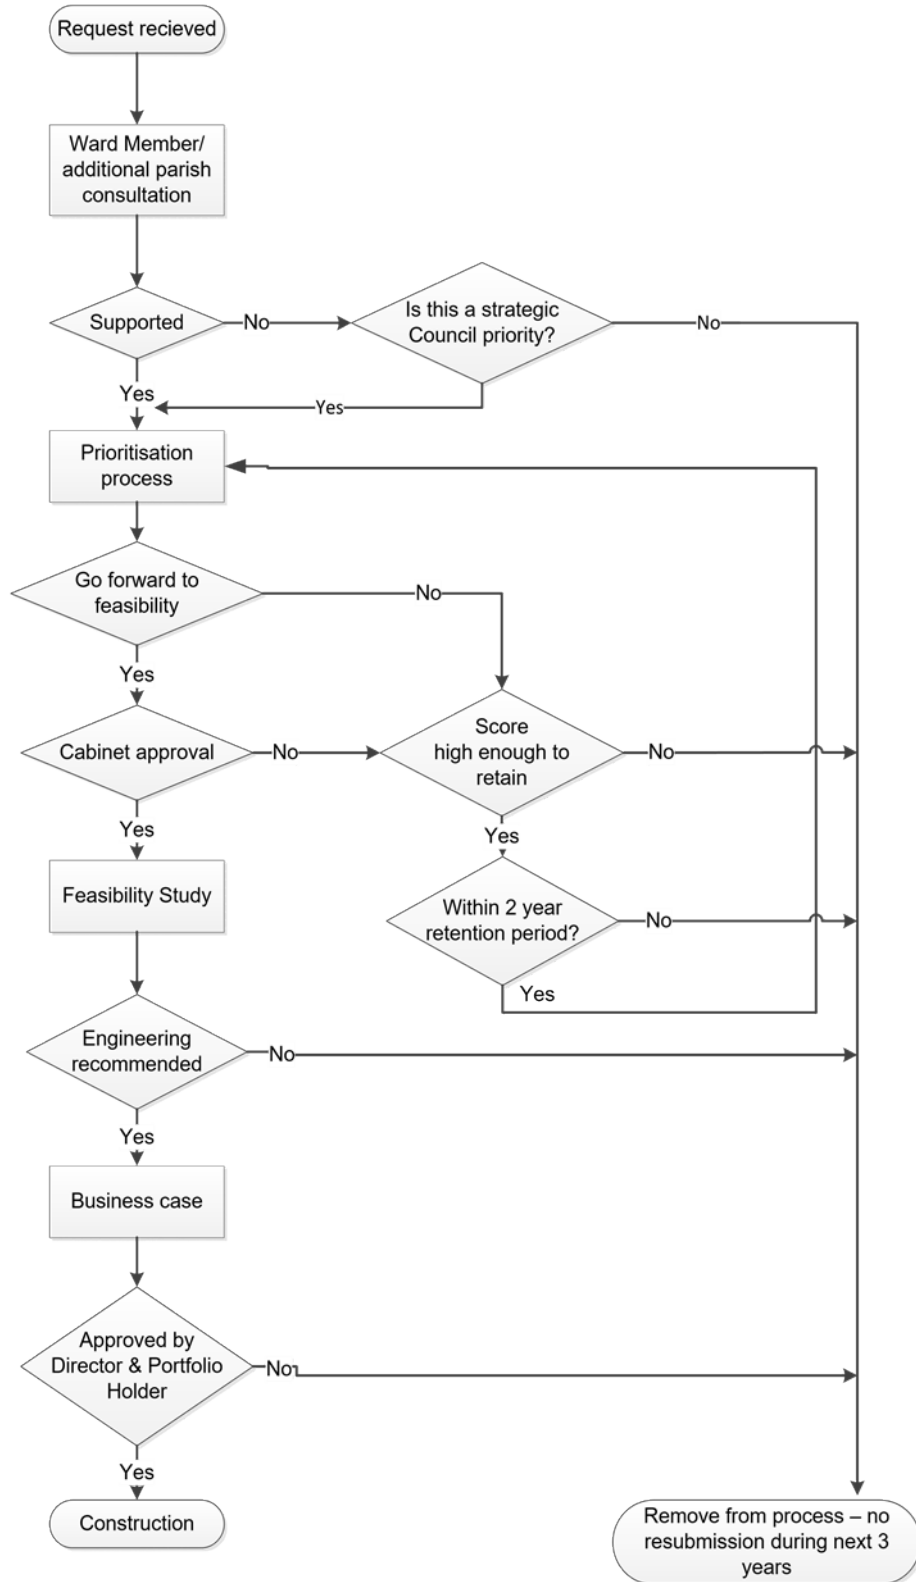 Request recieved
Ward Member/
additional parish
consultation
Supported
No
Is this a strategic
Council priority?
No
Yes
Yes
Prioritisation
process
Go forward to
feasibility
No
Yes
Cabinet approval
No
Score
high enough to
retain
No
Yes
Yes
Feasibility Study
Within 2 year
retention period?
No
Yes
Engineering
recommended
No
Yes
Business case
Approved by
Director & Portfolio
Holder
No
Yes
Construction
Remove from process – no
resubmission during next 3
years